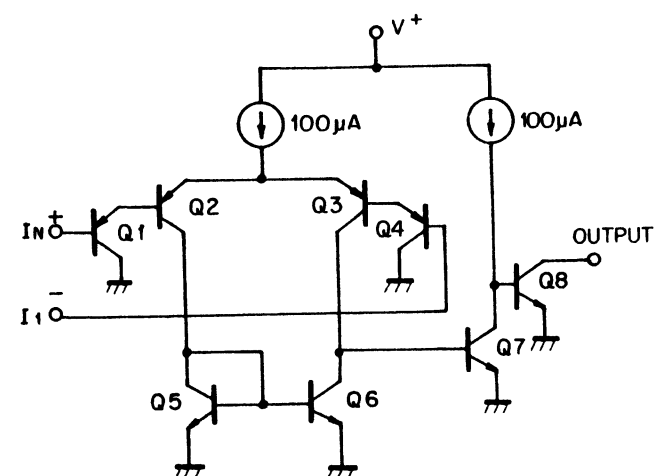 V+
100μA
100μA
Q2
Q3
IN +
Q1
Q4
OUTPUT
Q8
−
I1
Q7
Q5
Q6